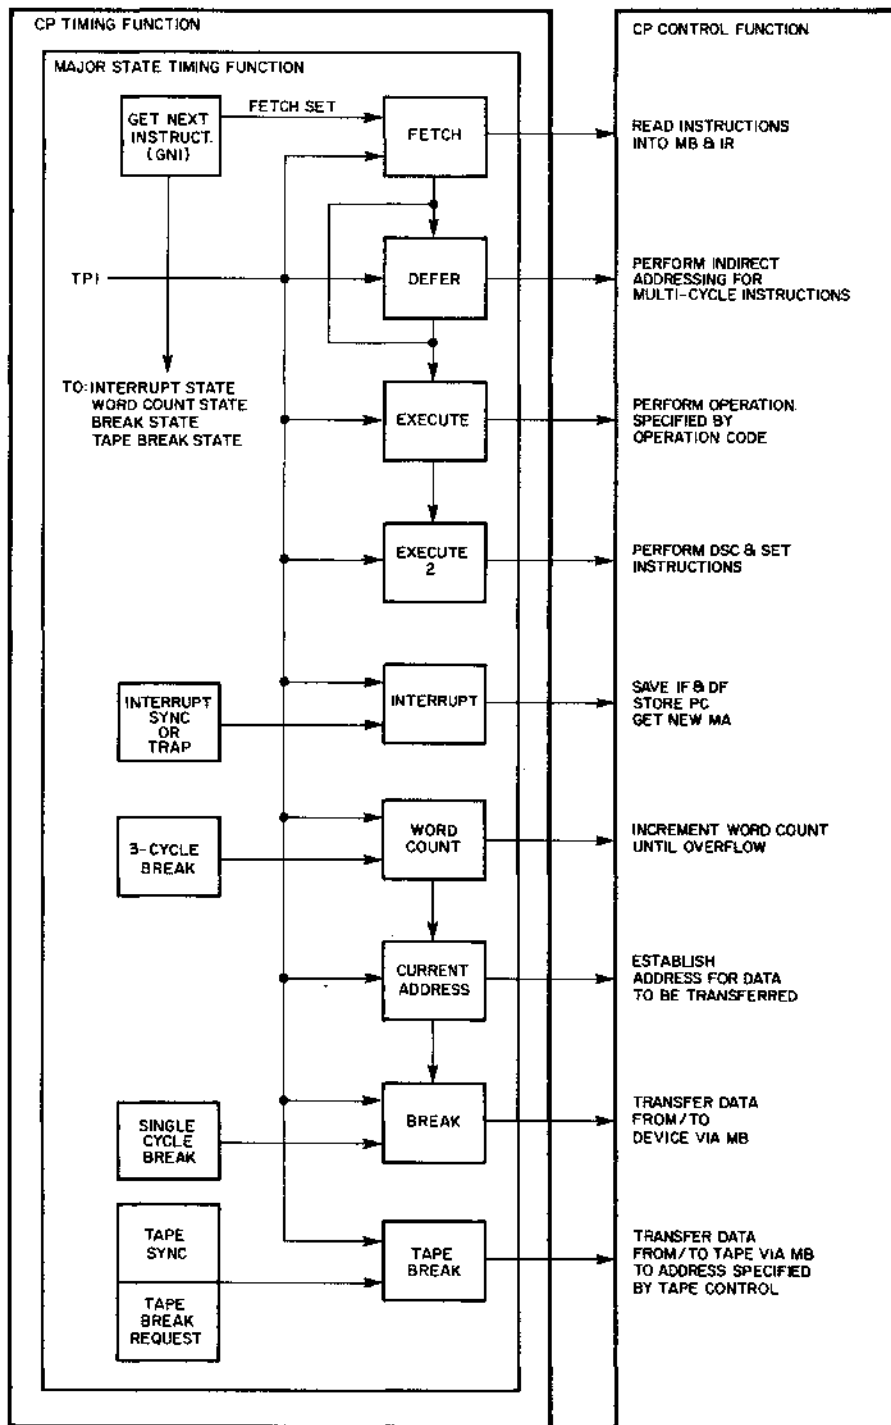 CP TIMING FUNCTION
MAJOR STATE TIMING FUNCTION
GET NEXT
INSTRUCT.
(GNI)
FETCH SET
FETCH
TP1
DEFER
TO: INTERRUPT STATE
WORD COUNT STATE
BREAK STATE
TAPE BREAK STATE
EXECUTE
EXECUTE
2
INTERRUPT
SYNC
OR
TRAP
INTERRUPT
3-CYCLE
BREAK
WORD
COUNT
CURRENT
ADDRESS
SINGLE
CYCLE
BREAK
BREAK
TAPE
SYNC
TAPE
BREAK
REQUEST
TAPE
BREAK
CP CONTROL FUNCTION
READ INSTRUCTIONS
INTO MB & IR
PERFORM INDIRECT
ADDRESSING FOR
MULTI-CYCLE INSTRUCTIONS
PERFORM OPERATION
SPECIFIED BY
OPERATION CODE
PERFORM DSC & SET
INSTRUCTIONS
SAVE IF & DF
STORE PC
GET NEW MA
INCREMENT WORD COUNT
UNTIL OVERFLOW
ESTABLISH
ADDRESS FOR DATA
TO BE TRANSFERRED
TRANSFER DATA
FROM/TO
DEVICE VIA MB
TRANSFER DATA
FROM/TO TAPE VIA MB
TO ADDRESS SPECIFIED
BY TAPE CONTROL